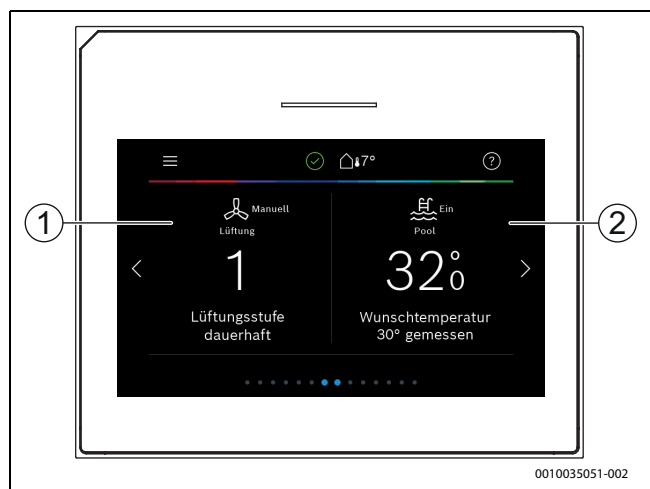 7°
?
Manuell
Lüftung
1
Lüftungsstufe
dauerhaft
Ein
Pool
32°0
Wunschtemperatur
30° gemessen
1
2
0010035051-002